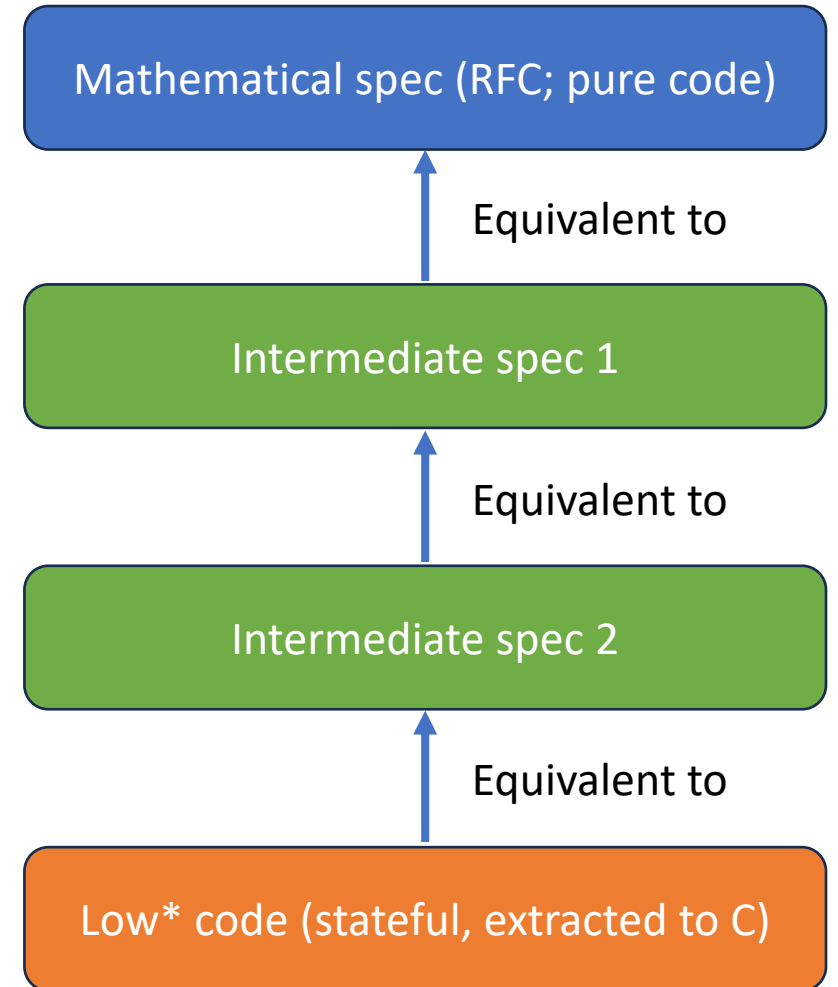 Mathematical spec (RFC; pure code)
Equivalent to
Intermediate spec 1
Equivalent to
Intermediate spec 2
Equivalent to
Low* code (stateful, extracted to C)